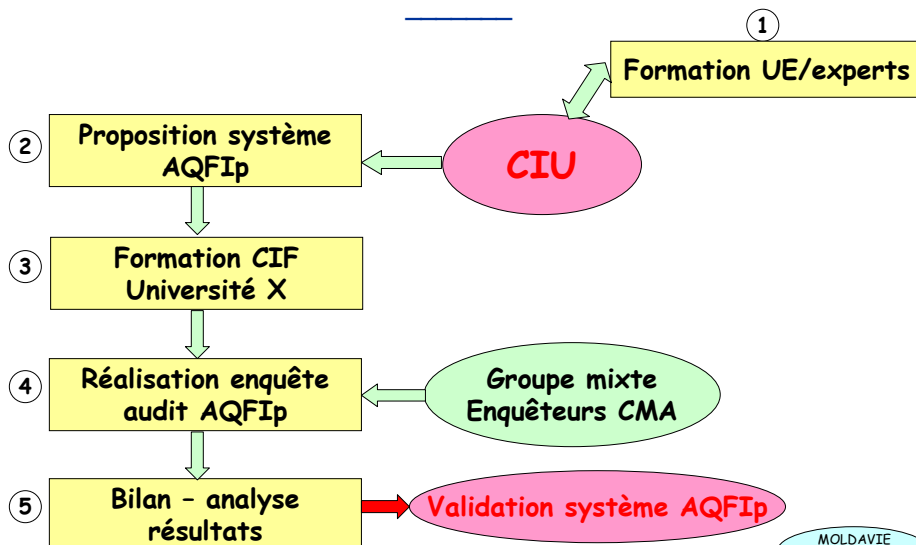 1
Formation UE/experts
2
Proposition système
AQFIp
CIU
3
Formation CIF
Université X
4
Réalisation enquête
audit AQFIp
Groupe mixte
Enquêteurs CMA
5
Bilan - analyse
résultats
Validation système AQFIp
MOLDAVIE